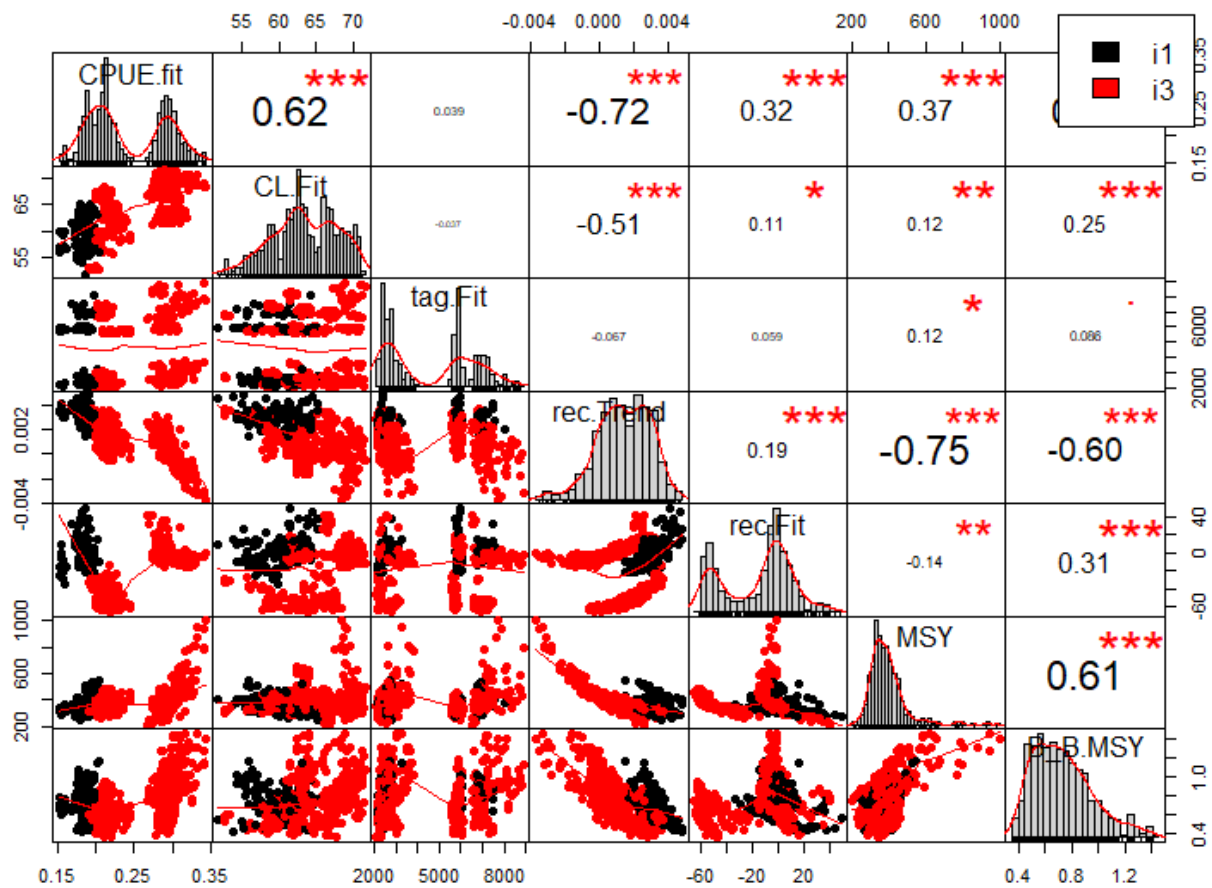 55 60 65 70 -0.004 0.000 0.004 200 600 1000
i1
i3
CPUE.fit 0.62 *** 0.039 -0.72 *** 0.32 *** 0.37 *** 0.15 0.25 0.35
55 65 CL.Fit -0.037 -0.51 *** 0.11 * 0.12 ** 0.25 ***
tag.Fit -0.067 0.059 0.12 * 0.086 . 2000 6000
-0.004 0.002 rec.Trend 0.19 *** -0.75 *** -0.60 ***
rec.Fit -0.14 ** 0.31 *** -60 0 40
200 600 1000 MSY 0.61 ***
B_B.MSY 0.4 1.0
0.15 0.25 0.35 2000 5000 8000 -60 -20 20 0.4 0.8 1.2